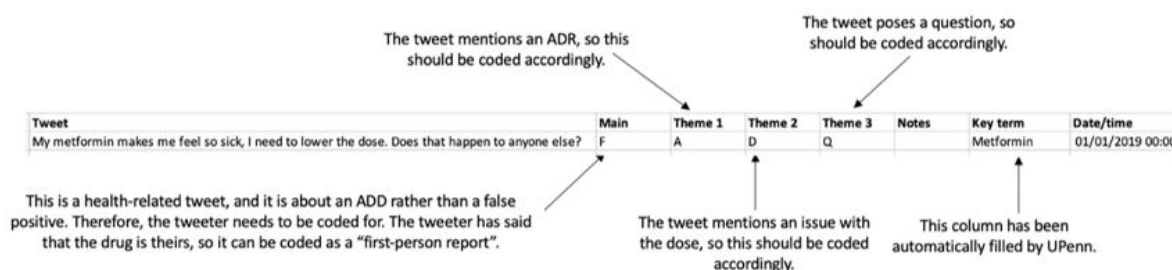 The tweet poses a question, so
should be coded accordingly.
The tweet mentions an ADR, so this
should be coded accordingly.
Tweet Main Theme 1 Theme 2 Theme 3 Notes Key term Date/time
My metformin makes me feel so sick, I need to lower the dose. Does that happen to anyone else? F A D Q Metformin 01/01/2019 00:00
This is a health-related tweet, and it is about an ADD rather than a false
positive. Therefore, the tweeter needs to be coded for. The tweeter has said
that the drug is theirs, so it can be coded as a “first-person report”.
The tweet mentions an issue with
the dose, so this should be coded
accordingly.
This column has been
automatically filled by UPenn.